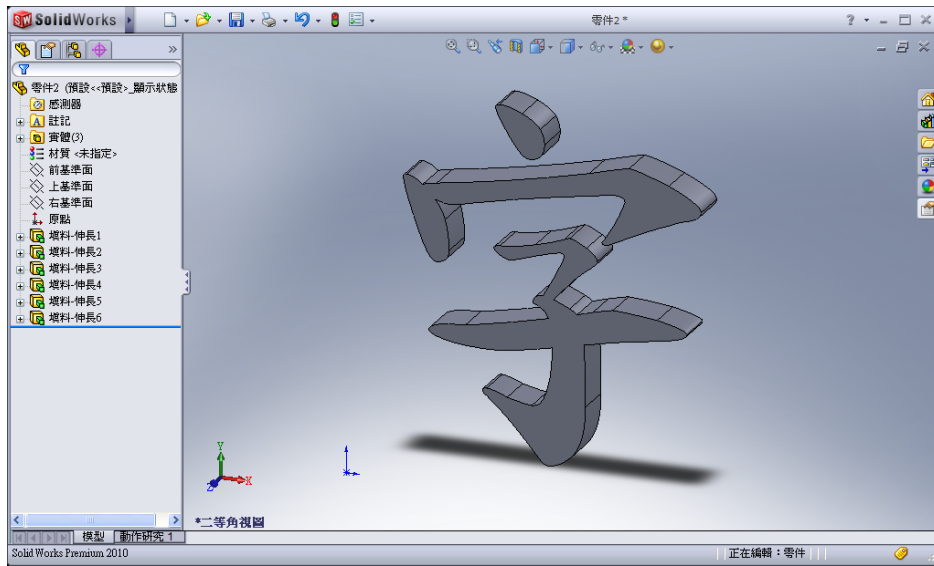 SolidWorks
零件2 *
零件2 (預設<<預設>_顯示狀態
感測器
註記
實體(3)
材質 <未指定>
前基準面
上基準面
右基準面
原點
填料-伸長1
填料-伸長2
填料-伸長3
填料-伸長4
填料-伸長5
填料-伸長6
字
Y
X
Z
*二等角視圖
模型 動作研究 1
SolidWorks Premium 2010 正在編輯：零件